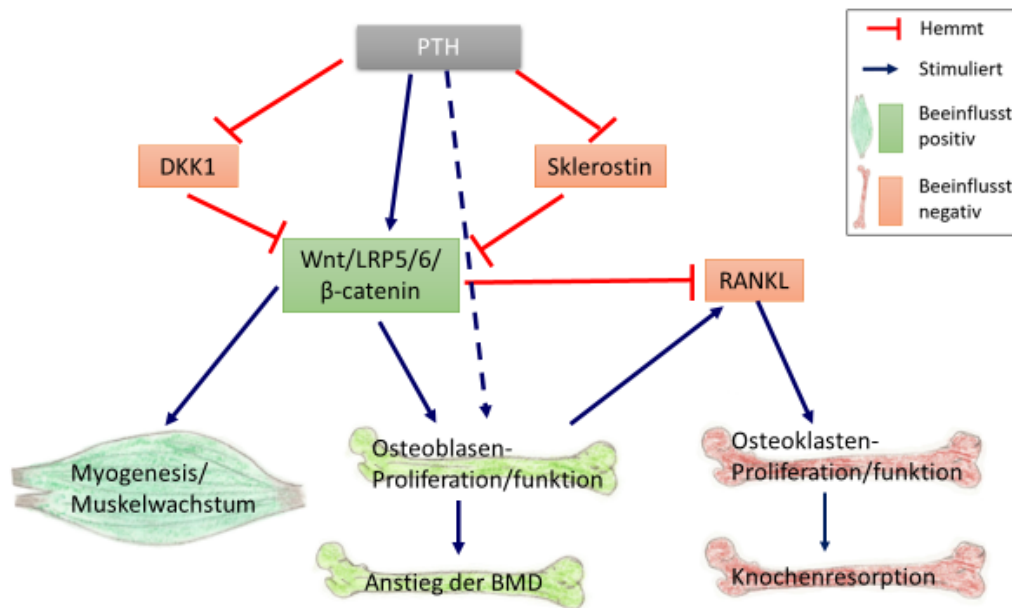 PTH
Hemmt
Stimuliert
Beeinflusst
positiv
Beeinflusst
negativ
DKK1
Sklerostin
Wnt/LRP5/6/
β-catenin
RANKL
Myogenesis/
Muskelwachstum
Osteoblasen-
Proliferation/funktion
Osteoklasten-
Proliferation/funktion
Anstieg der BMD
Knochenresorption